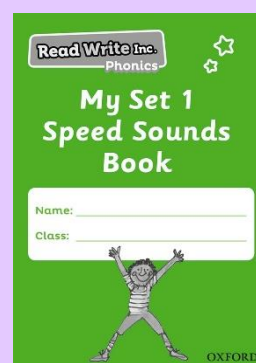 Read Write Inc.
Phonics
My Set 1
Speed Sounds
Book
Name:
Class:
OXFORD